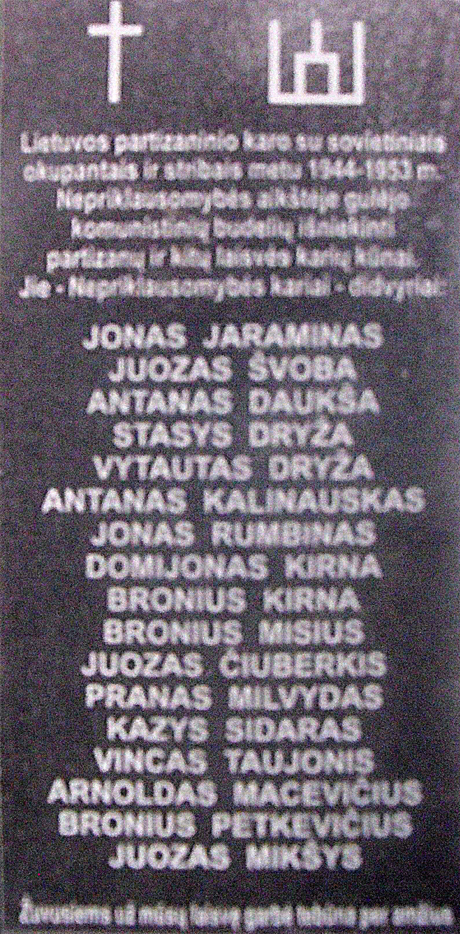 Lietuvos partizaninio karo su sovietiniais
okupantais ir stribais metu 1944-1953 m.
Nepriklausomybės aikštėje gulėjo
komunistinių budelių išniekinti
partizanų ir kitų laisvės karių kūnai.
Jie - Nepriklausomybės kariai - didvyriai:
JONAS JARAMINAS
JUOZAS ŠVOBA
ANTANAS DAUKŠA
STASYS DRYŽA
VYTAUTAS DRYŽA
ANTANAS KALINAUSKAS
JONAS RUMBINAS
DOMIJONAS KIRNA
BRONIUS KIRNA
BRONIUS MISIUS
JUOZAS ČIUBERKIS
PRANAS MILVYDAS
KAZYS SIDARAS
VINCAS TAUJONIS
ARNOLDAS MACEVIČIUS
BRONIUS PETKEVIČIUS
JUOZAS MIKŠYS
Žuvusiems už mūsų laisvę garbė tebūna per amžius